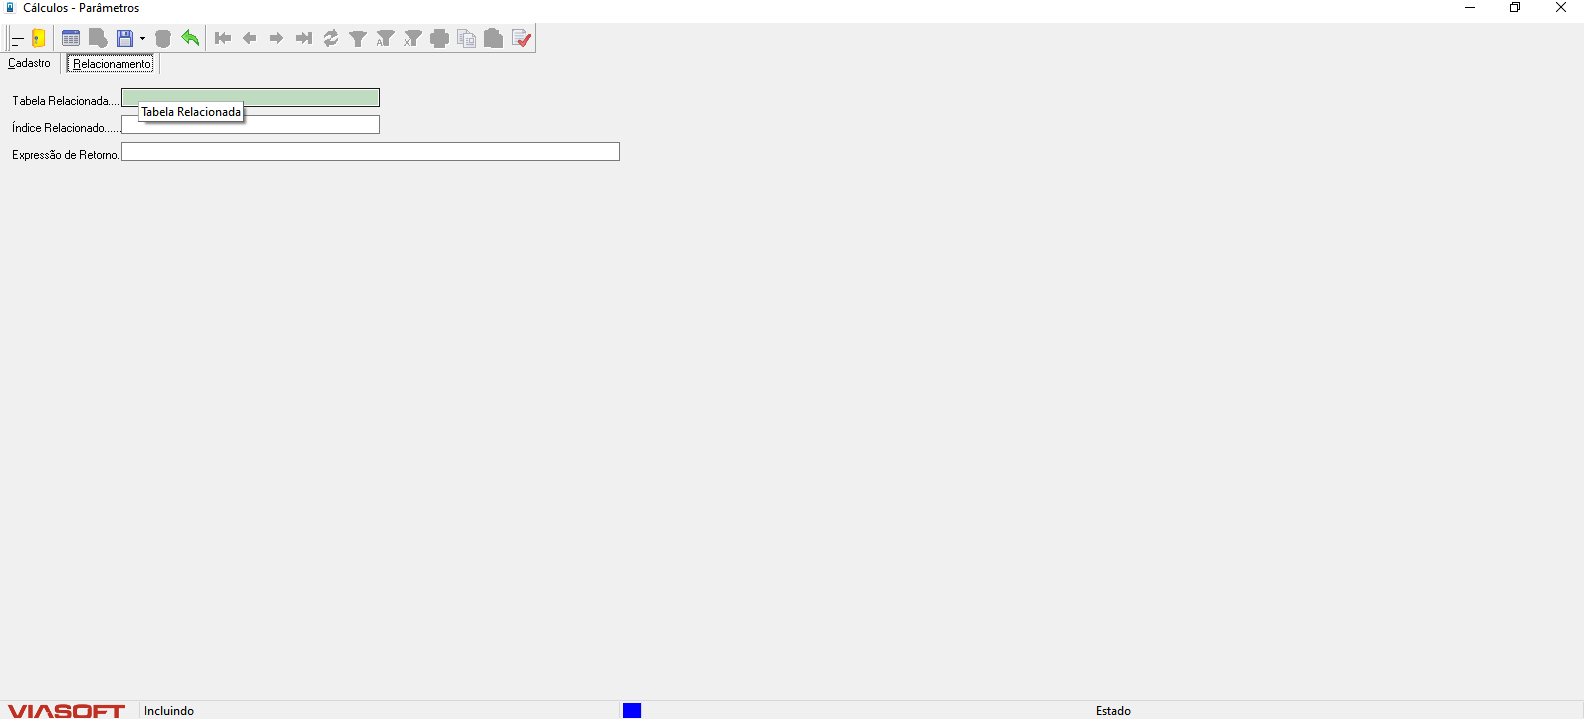 Cálculos - Parâmetros
Cadastro Relacionamento
Tabela Relacionada....
Tabela Relacionada
Índice Relacionado......
Expressão de Retorno.
VIASOFT Incluindo Estado